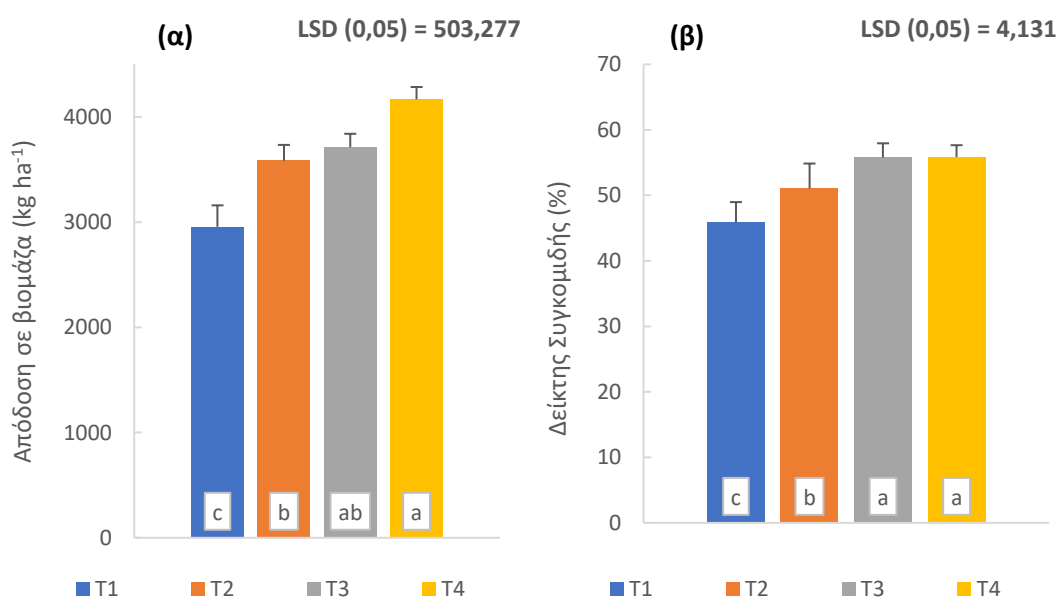 (α)
LSD (0,05) = 503,277
Απόδοση σε βιομάζα (kg ha⁻¹)
4000
3000
2000
1000
0
c
b
ab
a
T1
T2
T3
T4
(β)
LSD (0,05) = 4,131
Δείκτης Συγκομιδής (%)
70
60
50
40
30
20
10
0
c
b
a
a
T1
T2
T3
T4